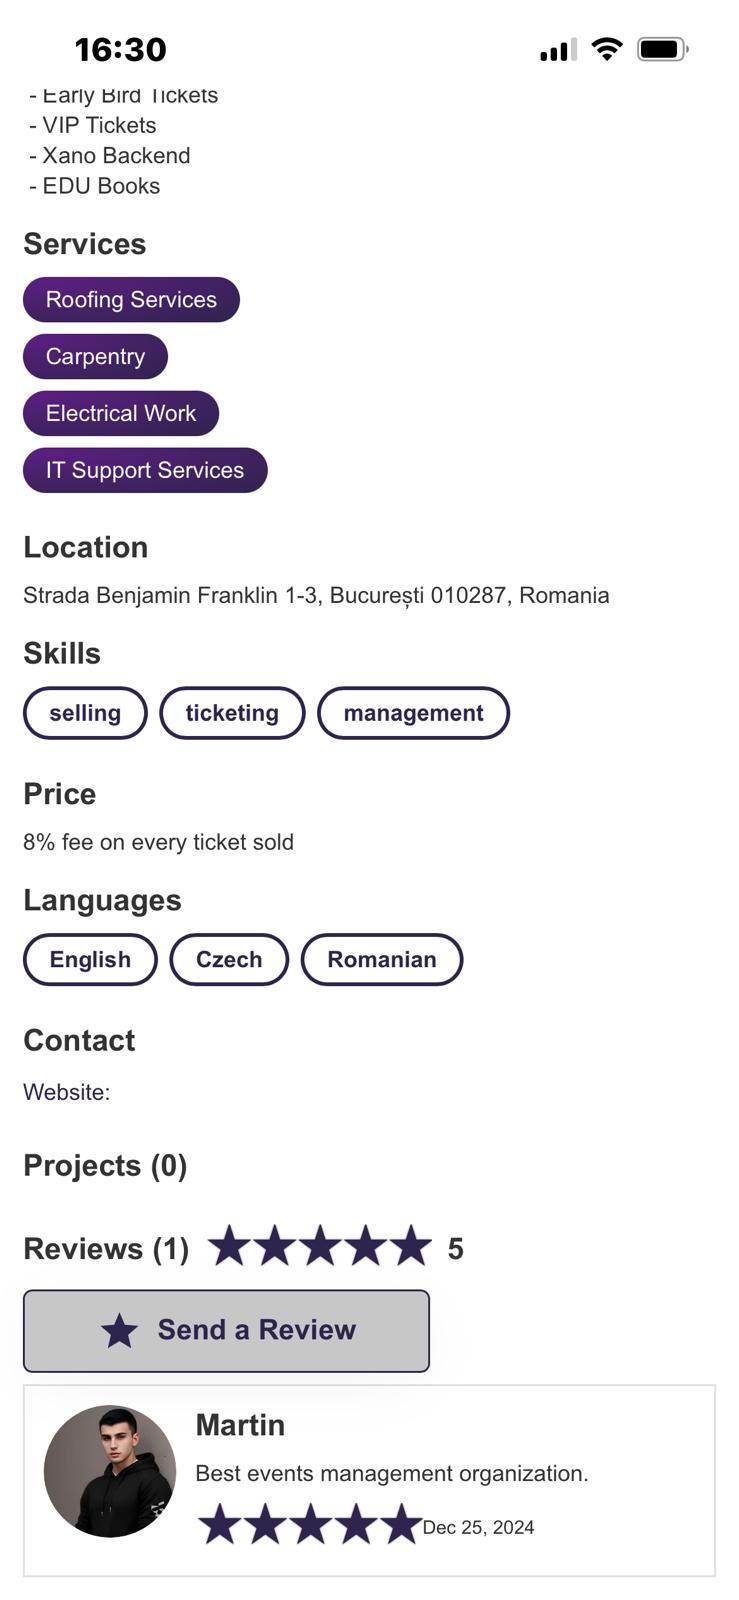 16:30
- Early Bird Tickets
- VIP Tickets
- Xano Backend
- EDU Books
Services
Roofing Services
Carpentry
Electrical Work
IT Support Services
Location
Strada Benjamin Franklin 1-3, București 010287, Romania
Skills
selling ticketing management
Price
8% fee on every ticket sold
Languages
English Czech Romanian
Contact
Website:
Projects (0)
Reviews (1) 5
Send a Review
Martin
Best events management organization.
Dec 25, 2024